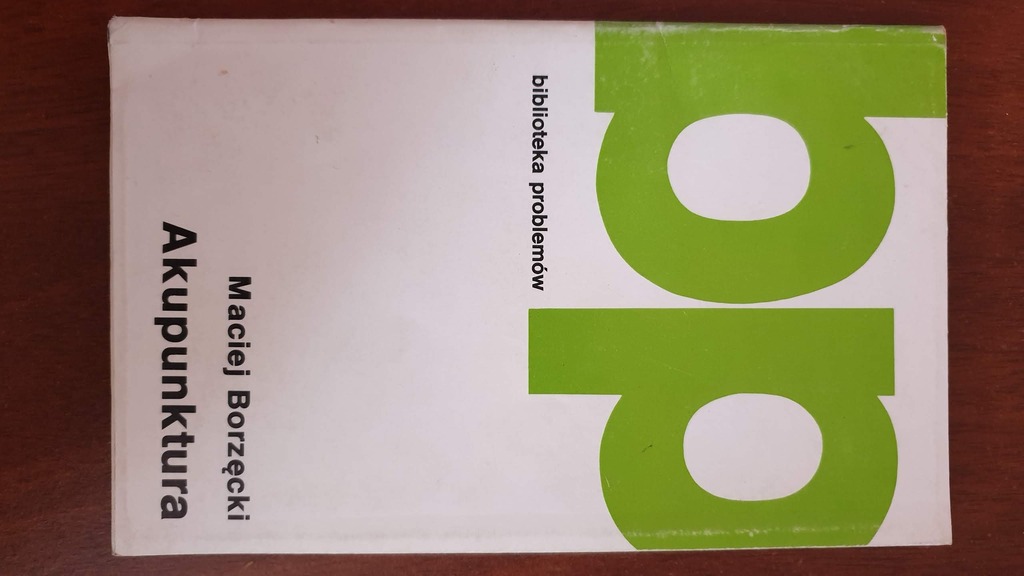 bp
biblioteka problemów
Maciej Borzęcki
Akupunktura